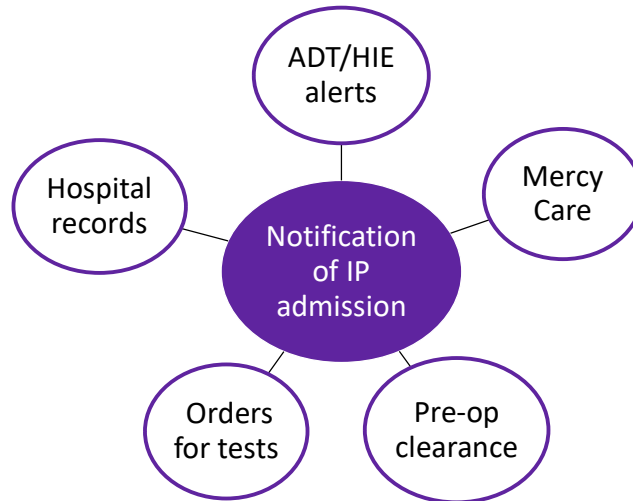 ADT/HIE
alerts
Hospital
records
Mercy
Care
Notification
of IP
admission
Orders
for tests
Pre-op
clearance